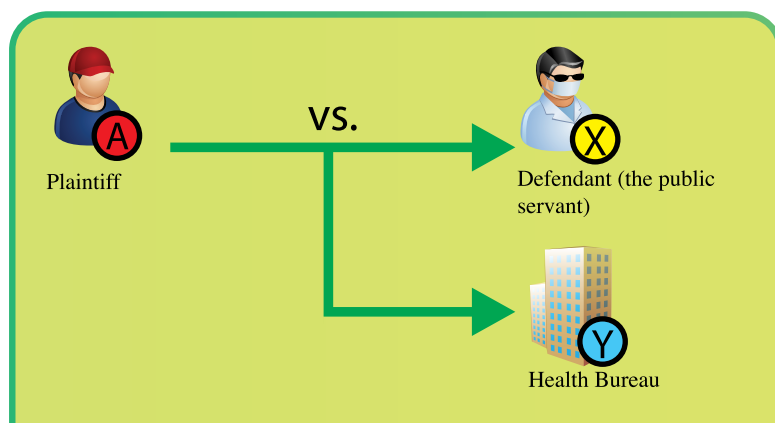 vs.
A
X
Plaintiff
Defendant (the public
servant)
Y
Health Bureau